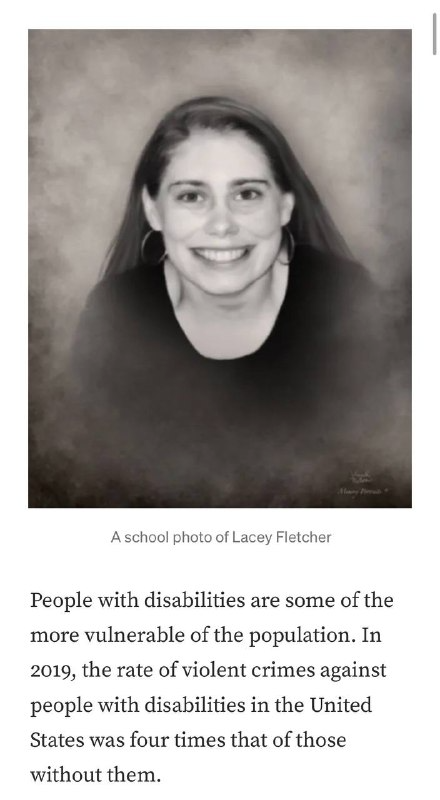 A school photo of Lacey Fletcher
People with disabilities are some of the
more vulnerable of the population. In
2019, the rate of violent crimes against
people with disabilities in the United
States was four times that of those
without them.